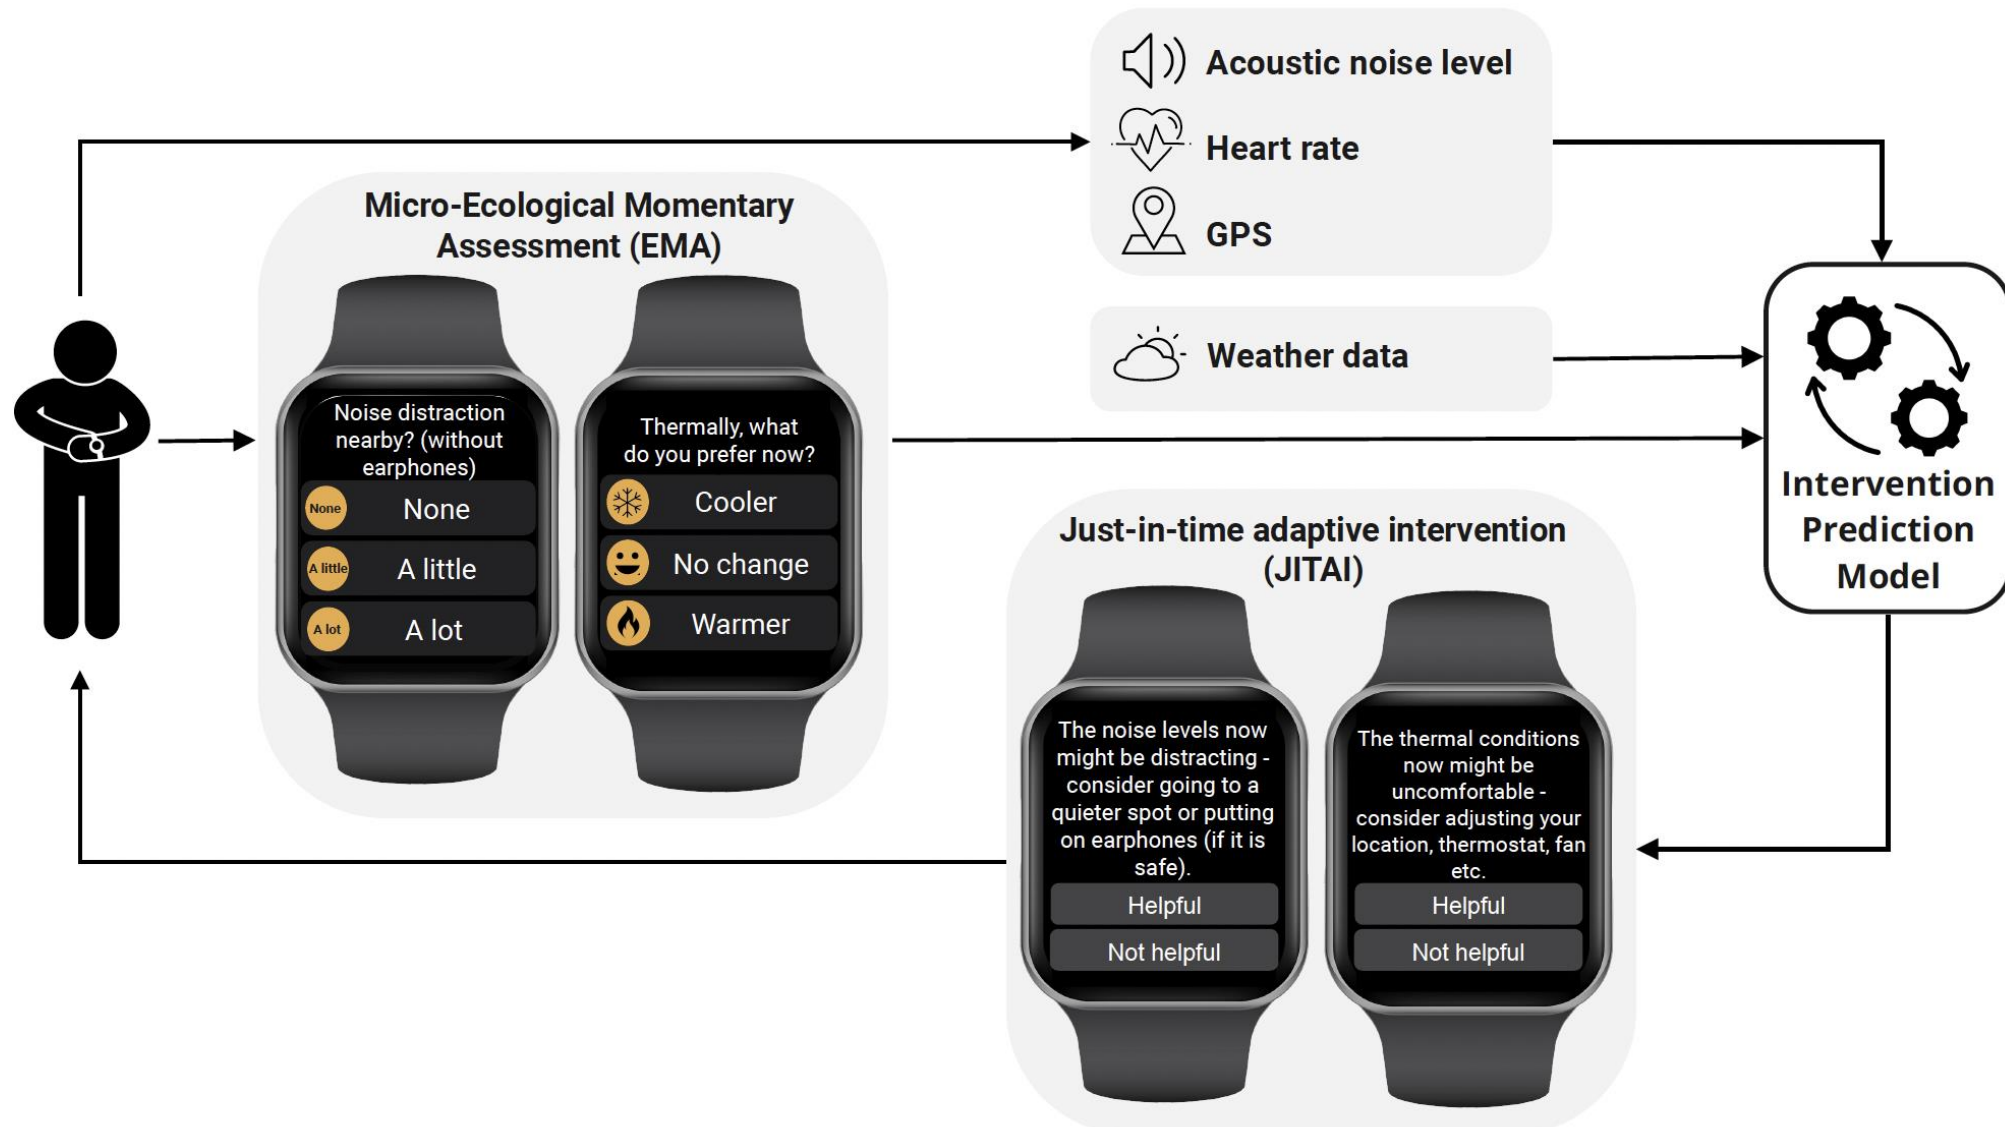 Acoustic noise level
Heart rate
GPS
Weather data
Micro-Ecological Momentary
Assessment (EMA)
Noise distraction
nearby? (without
earphones)
None None
A little A little
A lot A lot
Thermally, what
do you prefer now?
Cooler
No change
Warmer
Intervention
Prediction
Model
Just-in-time adaptive intervention
(JITAI)
The noise levels now
might be distracting -
consider going to a
quieter spot or putting
on earphones (if it is
safe).
Helpful
Not helpful
The thermal conditions
now might be
uncomfortable -
consider adjusting your
location, thermostat, fan
etc.
Helpful
Not helpful